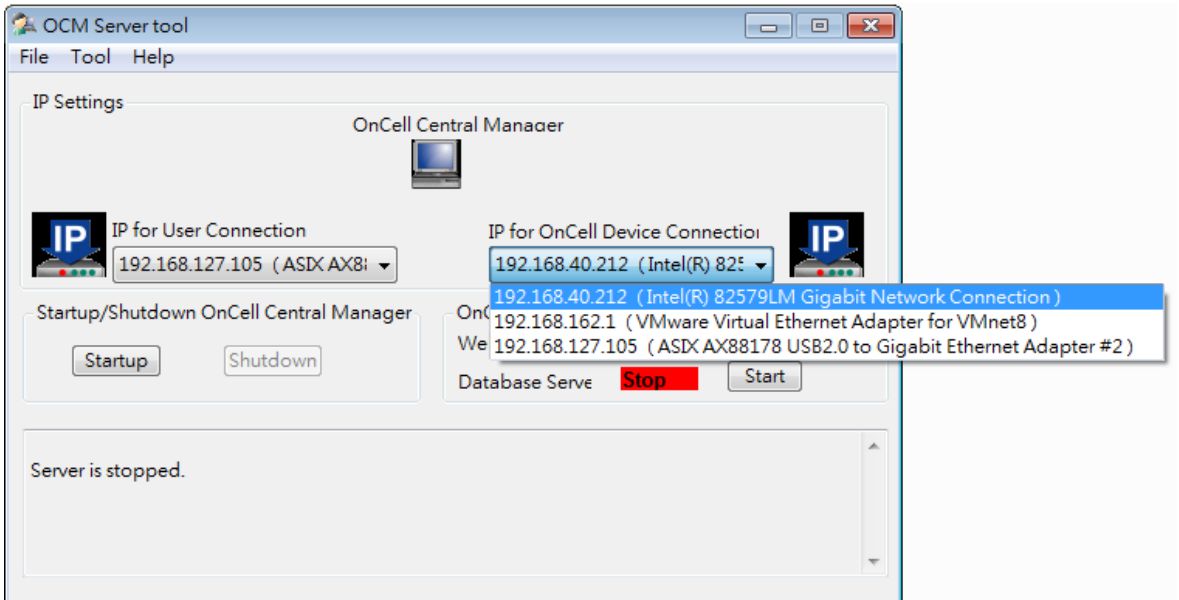 OCM Server tool
File Tool Help
IP Settings
OnCell Central Manager
IP IP for User Connection
192.168.127.105 ( ASIX AX8
IP for OnCell Device Connection IP
192.168.40.212 ( Intel(R) 825
192.168.40.212 ( Intel(R) 82579LM Gigabit Network Connection )
192.168.162.1 ( VMware Virtual Ethernet Adapter for VMnet8 )
192.168.127.105 ( ASIX AX88178 USB2.0 to Gigabit Ethernet Adapter #2 )
Startup/Shutdown OnCell Central Manager
Startup Shutdown
Database Serve Stop Start
Server is stopped.